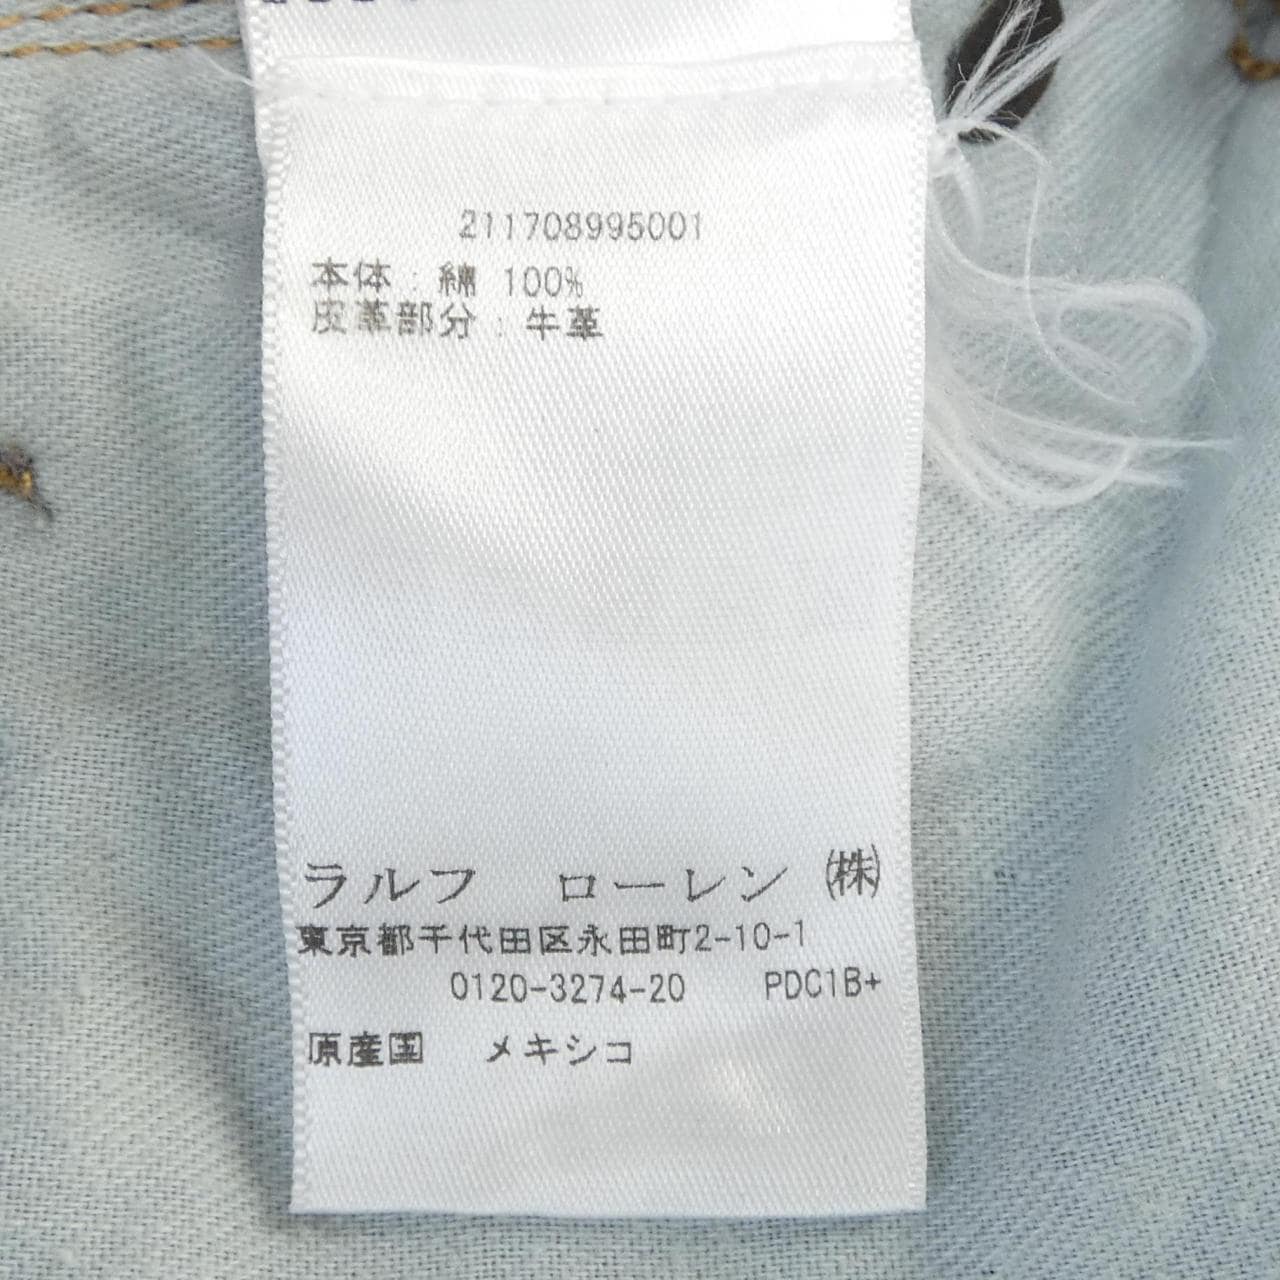 211708995001
本体：綿 100%
皮革部分：牛革
ラルフ ローレン ㈱
東京都千代田区永田町2-10-1
0120-3274-20 PDC1B+
原産国 メキシコ